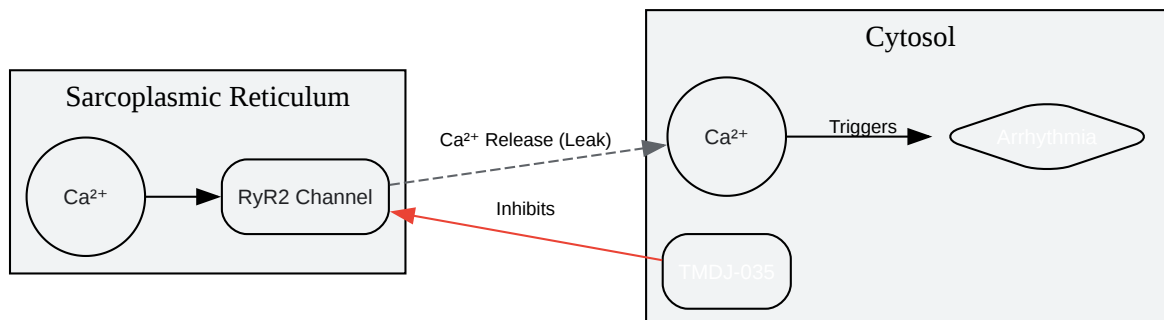 Sarcoplasmic Reticulum
Ca²⁺
RyR2 Channel
Ca²⁺ Release (Leak)
Inhibits
Cytosol
Ca²⁺
Triggers
Arrhythmia
TMDJ-035